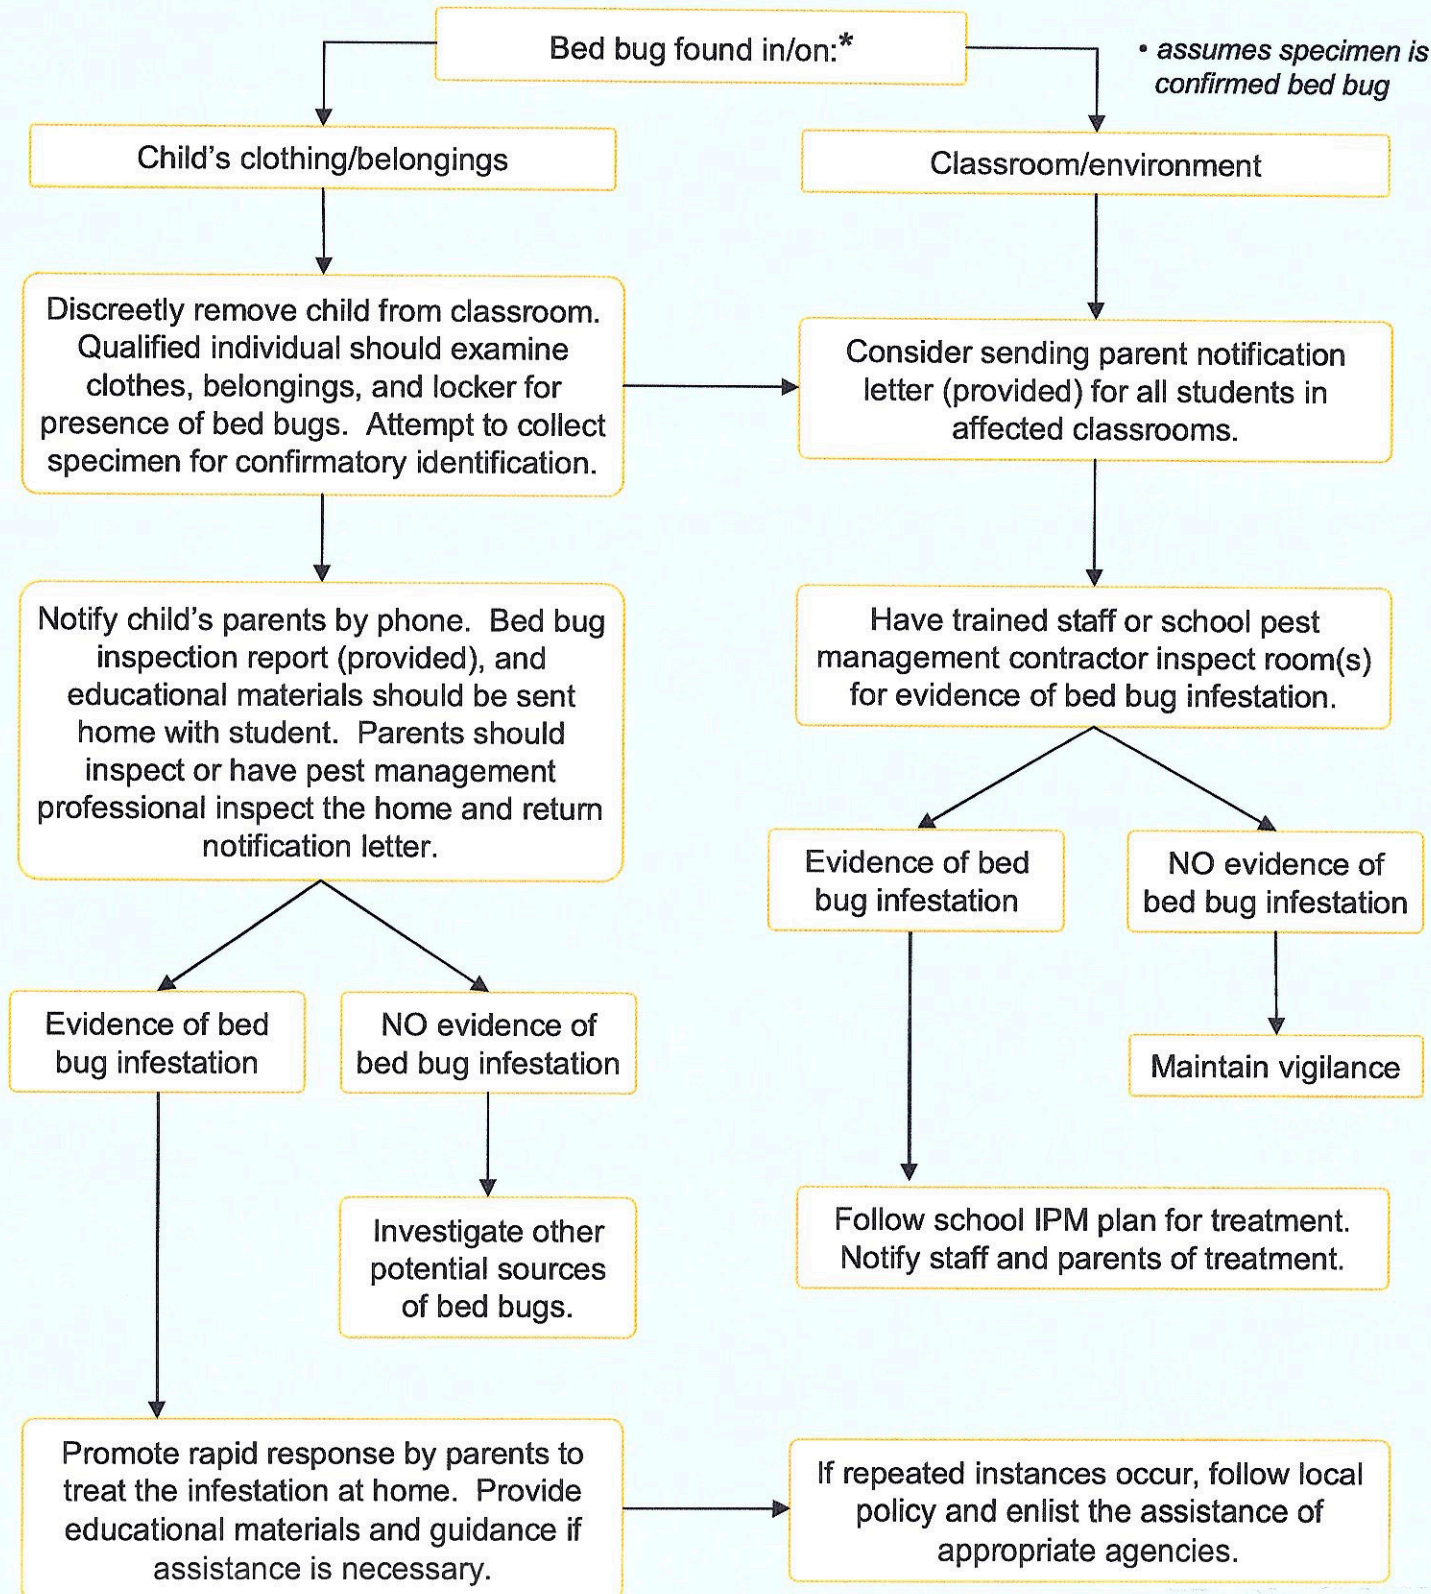 Bed bug found in/on:*
• assumes specimen is
confirmed bed bug
Child's clothing/belongings
Classroom/environment
Discreetly remove child from classroom.
Qualified individual should examine
clothes, belongings, and locker for
presence of bed bugs. Attempt to collect
specimen for confirmatory identification.
Consider sending parent notification
letter (provided) for all students in
affected classrooms.
Notify child's parents by phone. Bed bug
inspection report (provided), and
educational materials should be sent
home with student. Parents should
inspect or have pest management
professional inspect the home and return
notification letter.
Have trained staff or school pest
management contractor inspect room(s)
for evidence of bed bug infestation.
Evidence of bed
bug infestation
NO evidence of
bed bug infestation
Evidence of bed
bug infestation
NO evidence of
bed bug infestation
Maintain vigilance
Investigate other
potential sources
of bed bugs.
Follow school IPM plan for treatment.
Notify staff and parents of treatment.
Promote rapid response by parents to
treat the infestation at home. Provide
educational materials and guidance if
assistance is necessary.
If repeated instances occur, follow local
policy and enlist the assistance of
appropriate agencies.